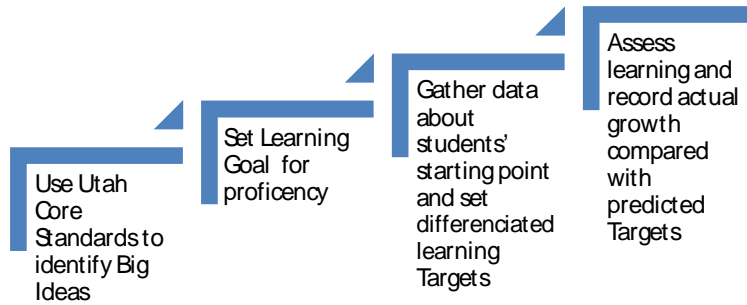 Use Utah
Core
Standards to
identify Big
Ideas
Set Learning
Goal for
proficency
Gather data
about
students'
starting point
and set
differenciated
learning
Targets
Assess
learning and
record actual
growth
compared
with
predicted
Targets